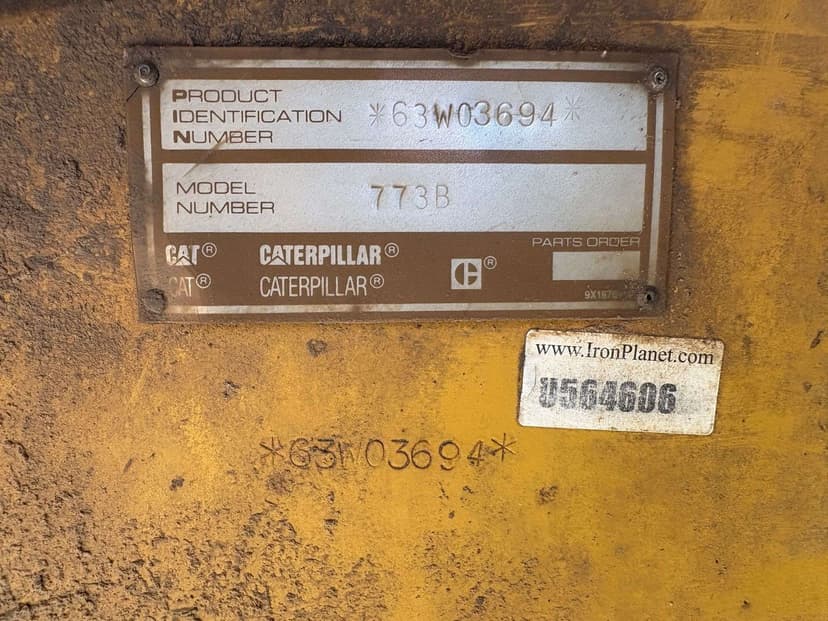 PRODUCT
IDENTIFICATION *63W03694*
NUMBER
MODEL
NUMBER 773B
PARTS ORDER
CAT® CATERPILLAR®
CAT® CATERPILLAR® C®
www.IronPlanet.com
U564606
*63W03694*